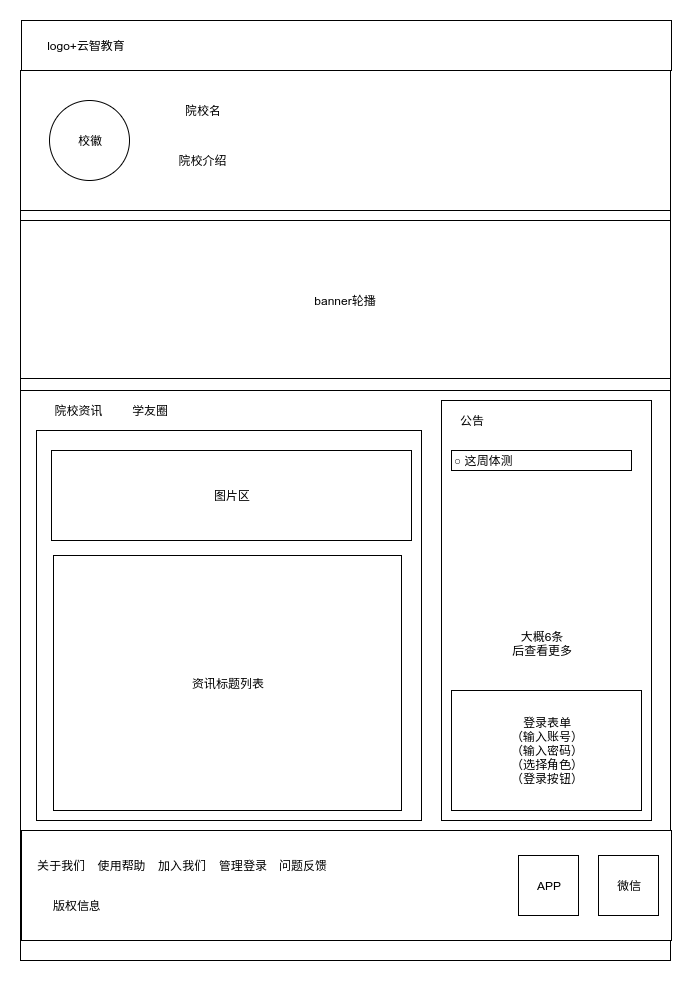 logo+云智教育
院校名
校徽
院校介绍
banner轮播
院校资讯 学友圈
公告
○ 这周体测
图片区
大概6条
后查看更多
资讯标题列表
登录表单
（输入账号）
（输入密码）
（选择角色）
（登录按钮）
关于我们 使用帮助 加入我们 管理登录 问题反馈
APP
微信
版权信息